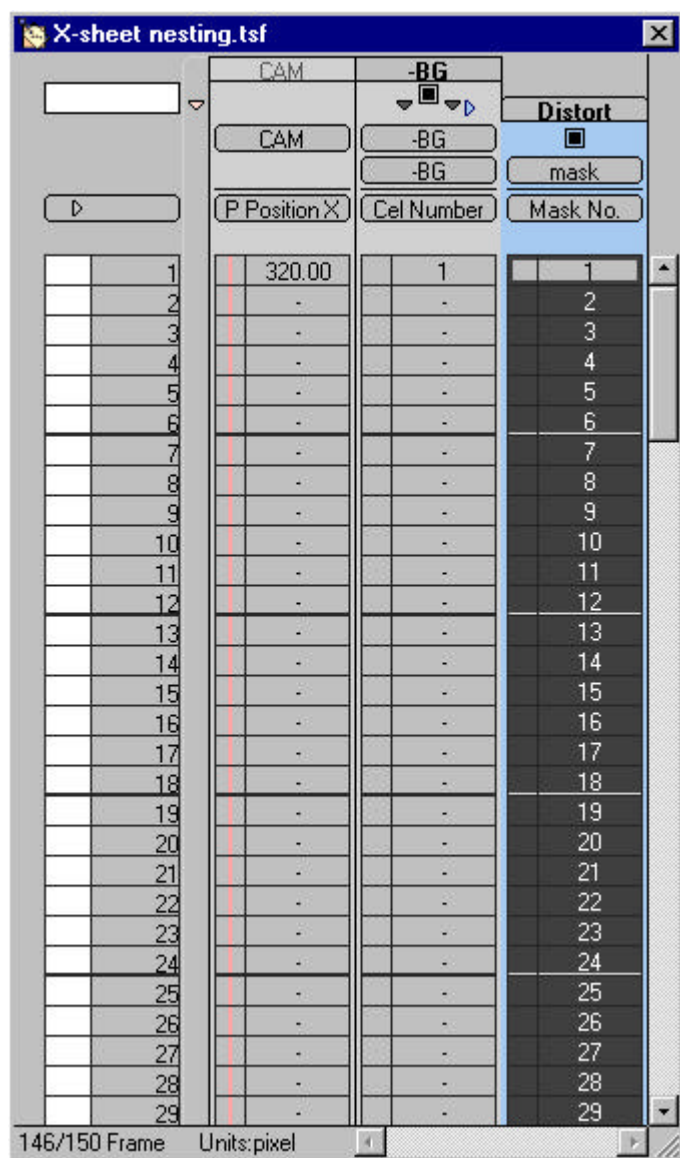 X-sheet nesting.tsf
CAM -BG
Distort
CAM -BG
-BG mask
P Position X Cel Number Mask No.
1 320.00 1 1
2 - - 2
3 - - 3
4 - - 4
5 - - 5
6 - - 6
7 - - 7
8 - - 8
9 - - 9
10 - - 10
11 - - 11
12 - - 12
13 - - 13
14 - - 14
15 - - 15
16 - - 16
17 - - 17
18 - - 18
19 - - 19
20 - - 20
21 - - 21
22 - - 22
23 - - 23
24 - - 24
25 - - 25
26 - - 26
27 - - 27
28 - - 28
29 - - 29
146/150 Frame Units:pixel